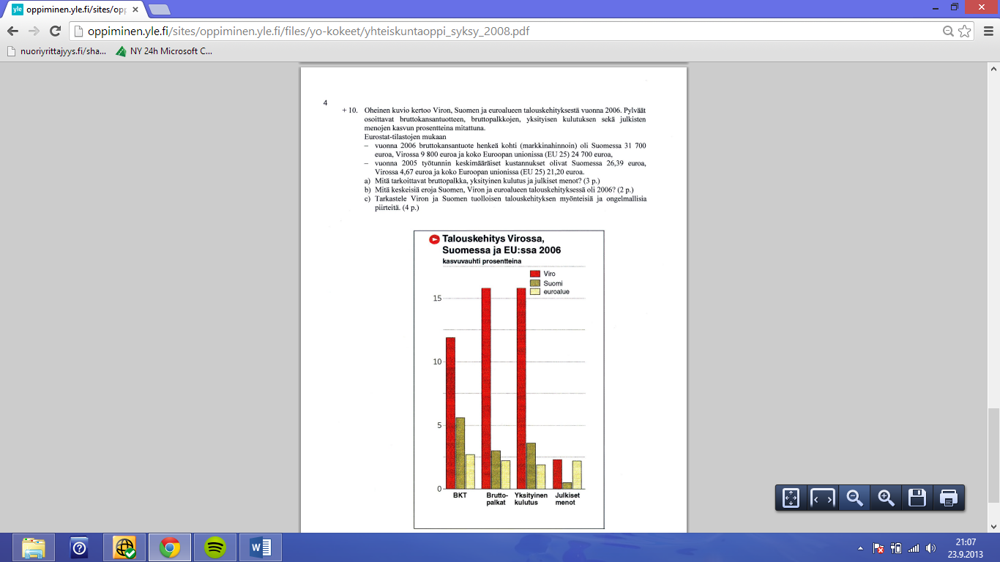 yle oppiminen.yle.fi/sites/opp
oppiminen.yle.fi/sites/oppiminen.yle.fi/files/yo-kokeet/yhteiskuntaoppi_syksy_2008.pdf
nuoriyrittajyys.fi/sha... NY 24h Microsoft C...
4
+ 10. Oheinen kuvio kertoo Viron, Suomen ja euroalueen talouskehityksestä vuonna 2006. Pylväät
osoittavat bruttokansantuotteen, bruttopalkkojen, yksityisen kulutuksen sekä julkisten
menojen kasvun prosentteina mitattuna.
Eurostat-tilastojen mukaan
– vuonna 2006 bruttokansantuote henkeä kohti (markkinahinnoin) oli Suomessa 31 700
euroa, Virossa 9 800 euroa ja koko Euroopan unionissa (EU 25) 24 700 euroa,
– vuonna 2005 työtunnin keskimääräiset kustannukset olivat Suomessa 26,39 euroa,
Virossa 4,67 euroa ja koko Euroopan unionissa (EU 25) 21,20 euroa.
a) Mitä tarkoittavat bruttopalkka, yksityinen kulutus ja julkiset menot? (3 p.)
b) Mitä keskeisiä eroja Suomen, Viron ja euroalueen talouskehityksessä oli 2006? (2 p.)
c) Tarkastele Viron ja Suomen tuolloisen talouskehityksen myönteisiä ja ongelmallisia
piirteitä. (4 p.)
Talouskehitys Virossa,
Suomessa ja EU:ssa 2006
kasvuvauhti prosentteina
Viro
Suomi
euroalue
15
10
5
0
BKT Brutto- Yksityinen Julkiset
palkat kulutus menot
21:07
23.9.2013